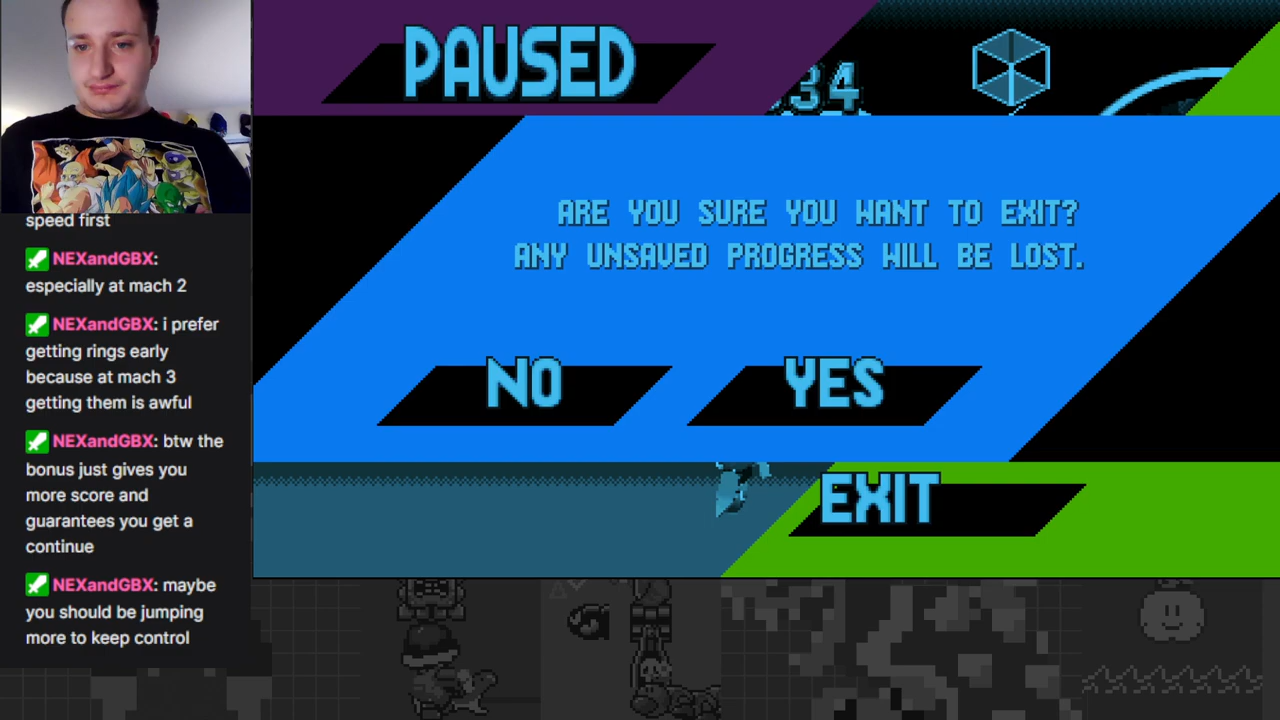 speed first
NEXandGBX:
especially at mach 2
NEXandGBX: i prefer
getting rings early
because at mach 3
getting them is awful
NEXandGBX: btw the
bonus just gives you
more score and
guarantees you get a
continue
NEXandGBX: maybe
you should be jumping
more to keep control
PAUSED
34
ARE YOU SURE YOU WANT TO EXIT?
ANY UNSAVED PROGRESS WILL BE LOST.
NO YES
EXIT